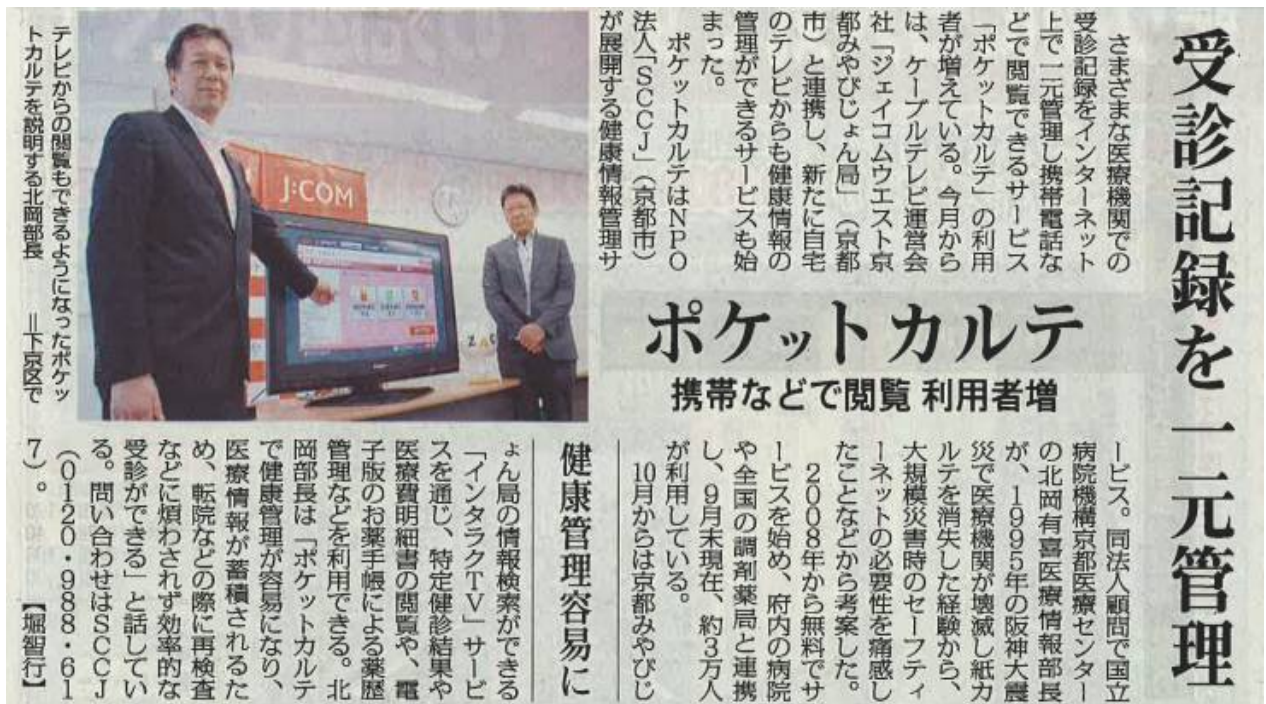 受診記録を一元管理
ポケットカルテ
携帯などで閲覧 利用者増
さまざまな医療機関での
受診記録をインターネット
上で一元管理し携帯電話な
どで閲覧できるサービス
「ポケットカルテ」の利用
者が増えている。今月から
は、ケーブルテレビ運営会
社「ジェイコムウエスト京
都みやびじょん局」(京都
市)と連携し、新たに自宅
のテレビからも健康情報の
管理ができるサービスも始
まった。
ポケットカルテはNPO
法人「SCCJ」(京都市)
が展開する健康情報管理サ
ービス。同法人顧問で国立
病院機構京都医療センター
の北岡有喜医療情報部長
が、1995年の阪神大震
災で医療機関が壊滅し紙カ
ルテを消失した経験から、
大規模災害時のセーフティ
ーネットの必要性を痛感し
たことなどから考案した。
2008年から無料でサ
ービスを始め、府内の病院
や全国の調剤薬局と連携
し、9月末現在、約3万人
が利用している。
10月からは京都みやびじ
健康管理容易に
ょん局の情報検索ができる
「インタラクTV」サービ
スを通じ、特定健診結果や
医療費明細書の閲覧や、電
子版のお薬手帳による薬歴
管理などを利用できる。北
岡部長は「ポケットカルテ
で健康管理が容易になり、
医療情報が蓄積されるた
め、転院などの際に再検査
などに煩わされず効率的な
受診ができる」と話してい
る。問い合わせはSCCJ
(0120・988・61
7)。
【堀智行】
J:COM
テレビからの閲覧もできるようになったポケッ
トカルテを説明する北岡部長 =下京区で